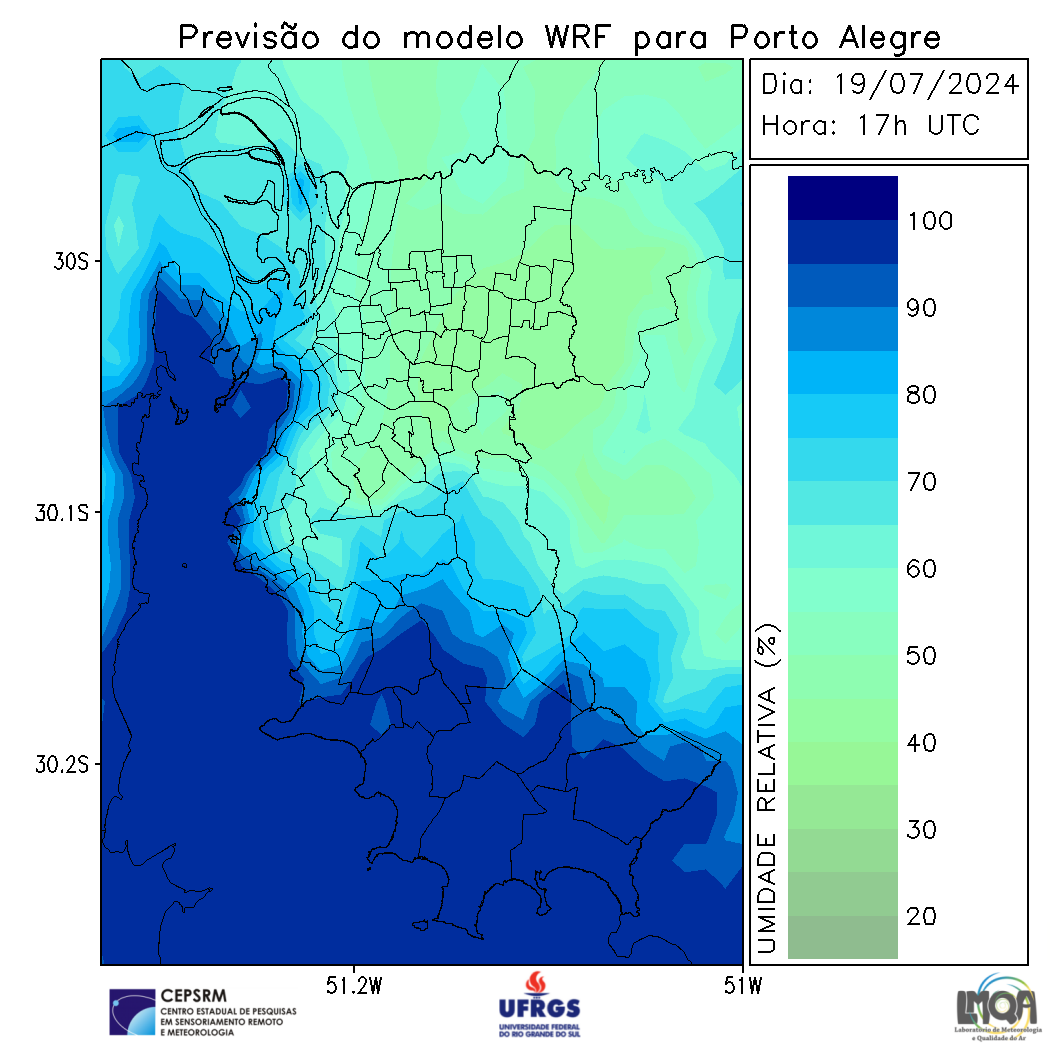 Previsão do modelo WRF para Porto Alegre
Dia: 19/07/2024
Hora: 17h UTC
30S
30.1S
30.2S
51.2W
51W
UMIDADE RELATIVA (%)
100
90
80
70
60
50
40
30
20
CEPSRM
CENTRO ESTADUAL DE PESQUISAS
EM SENSORIAMENTO REMOTO
E METEOROLOGIA
UFRGS
UNIVERSIDADE FEDERAL
DO RIO GRANDE DO SUL
LMQA
Laboratório de Meteorologia
e Qualidade do Ar